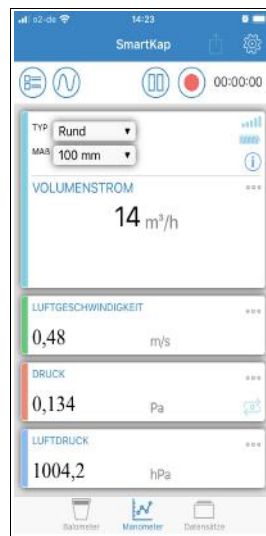 o2-de 14:23
SmartKap
00:00:00
TYP Rund
MAß 100 mm
VOLUMENSTROM
14 m³/h
LUFTGESCHWINDIGKEIT
0,48 m/s
DRUCK
0,134 Pa
LUFTDRUCK
1004,2 hPa
Balometer Manometer Datensätze